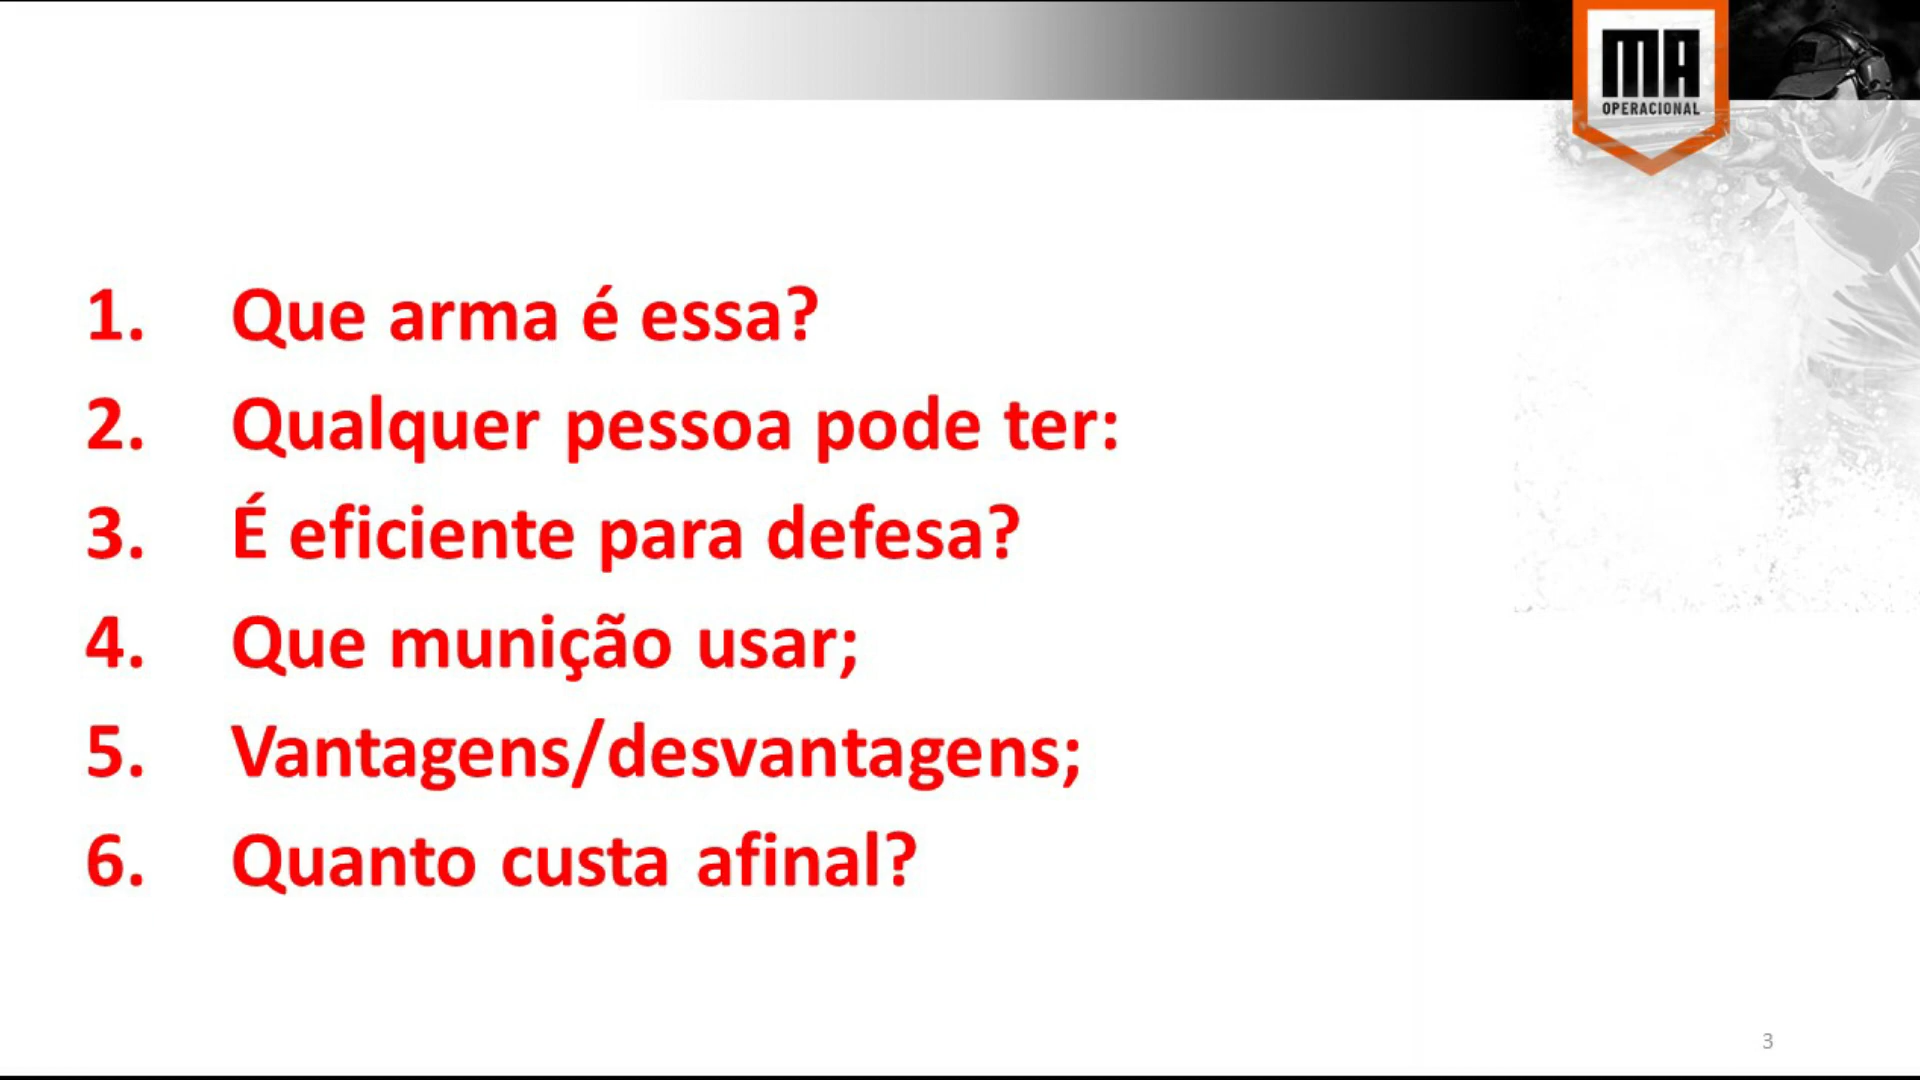 MA
OPERACIONAL
1. Que arma é essa?
2. Qualquer pessoa pode ter:
3. É eficiente para defesa?
4. Que munição usar;
5. Vantagens/desvantagens;
6. Quanto custa afinal?
3